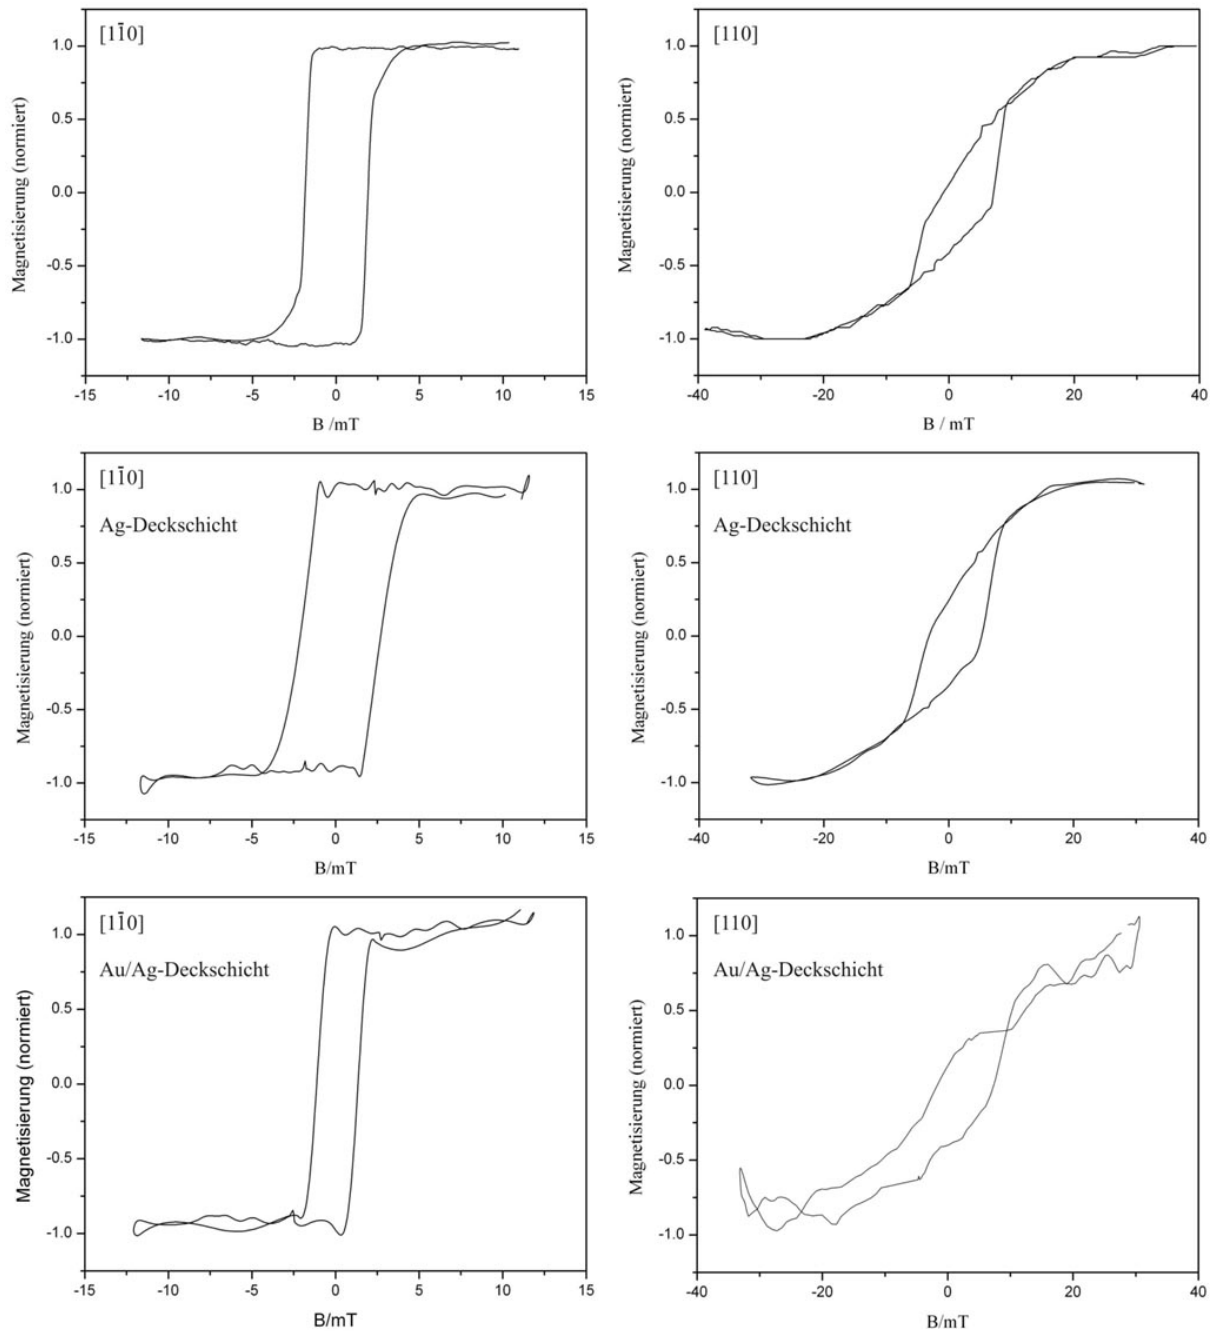 [11̄0]
Magnetisierung (normiert)
1.0
0.5
0.0
-0.5
-1.0
-15 -10 -5 0 5 10 15
B /mT
[110]
Magnetisierung (normiert)
1.0
0.5
0.0
-0.5
-1.0
-40 -20 0 20 40
B / mT
[11̄0]
Ag-Deckschicht
Magnetisierung (normiert)
1.0
0.5
0.0
-0.5
-1.0
-15 -10 -5 0 5 10 15
B/mT
[110]
Ag-Deckschicht
Magnetisierung (normiert)
1.0
0.5
0.0
-0.5
-1.0
-40 -20 0 20 40
B/mT
[11̄0]
Au/Ag-Deckschicht
Magnetisierung (normiert)
1.0
0.5
0.0
-0.5
-1.0
-15 -10 -5 0 5 10 15
B/mT
[110]
Au/Ag-Deckschicht
Magnetisierung (normiert)
1.0
0.5
0.0
-0.5
-1.0
-40 -20 0 20 40
B/mT